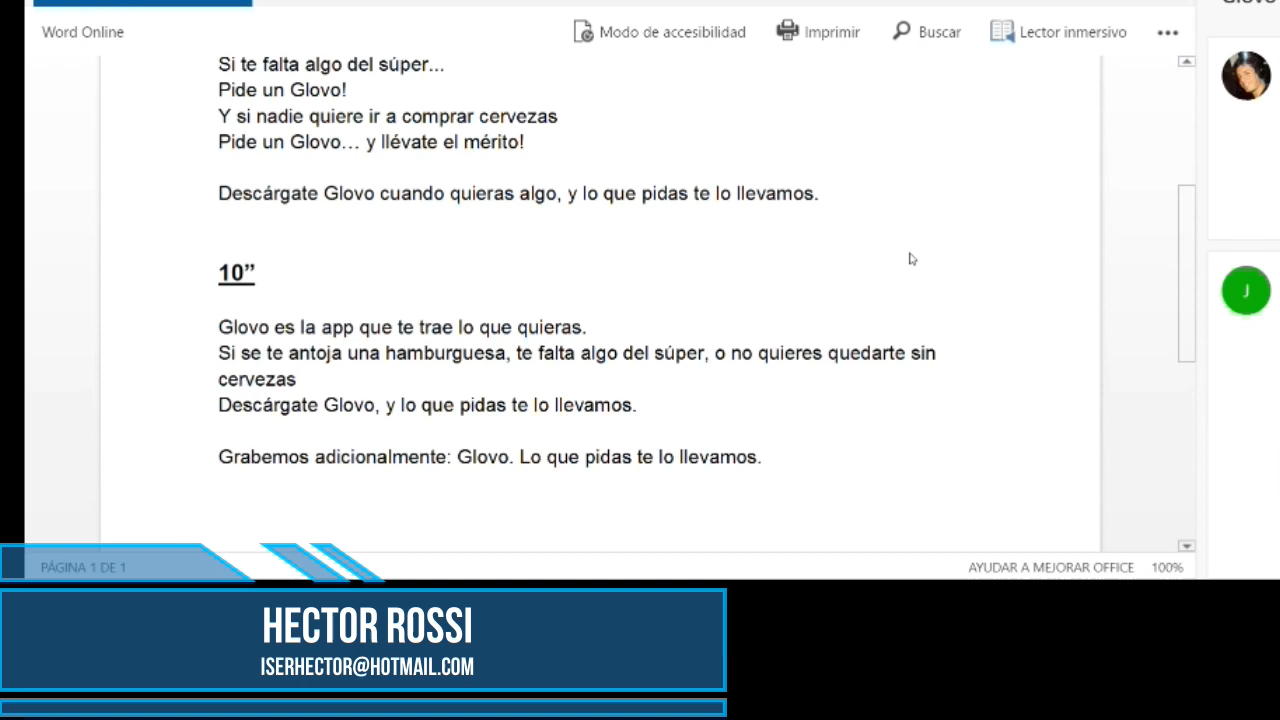 Word Online
Modo de accesibilidad
Imprimir
Buscar
Lector inmersivo
Si te falta algo del súper...
Pide un Glovo!
Y si nadie quiere ir a comprar cervezas
Pide un Glovo... y llévate el mérito!
Descárgate Glovo cuando quieras algo, y lo que pidas te lo llevamos.
10”
Glovo es la app que te trae lo que quieras.
Si se te antoja una hamburguesa, te falta algo del súper, o no quieres quedarte sin
cervezas
Descárgate Glovo, y lo que pidas te lo llevamos.
Grabemos adicionalmente: Glovo. Lo que pidas te lo llevamos.
J
PÁGINA 1 DE 1
AYUDAR A MEJORAR OFFICE
100%
HECTOR ROSSI
ISERHECTOR@HOTMAIL.COM